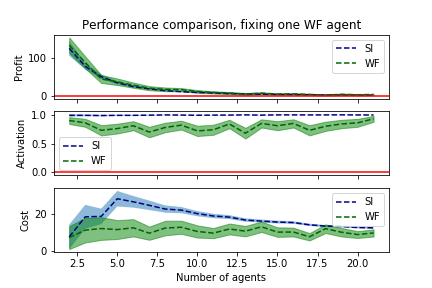 Performance comparison, fixing one WF agent
Profit
100
0
SI
WF
Activation
1.0
0.5
0.0
SI
WF
Cost
20
0
SI
WF
2.5 5.0 7.5 10.0 12.5 15.0 17.5 20.0
Number of agents